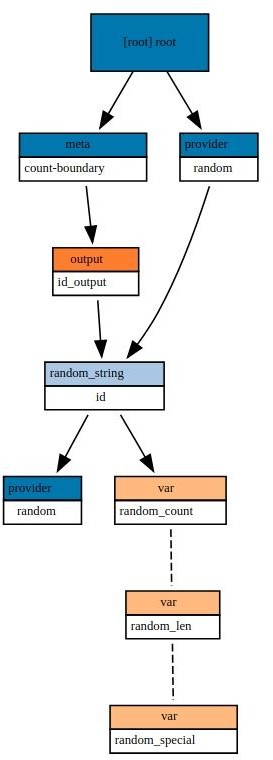 [root] root
meta
count-boundary
provider
random
output
id_output
random_string
id
provider
random
var
random_count
var
random_len
var
random_special